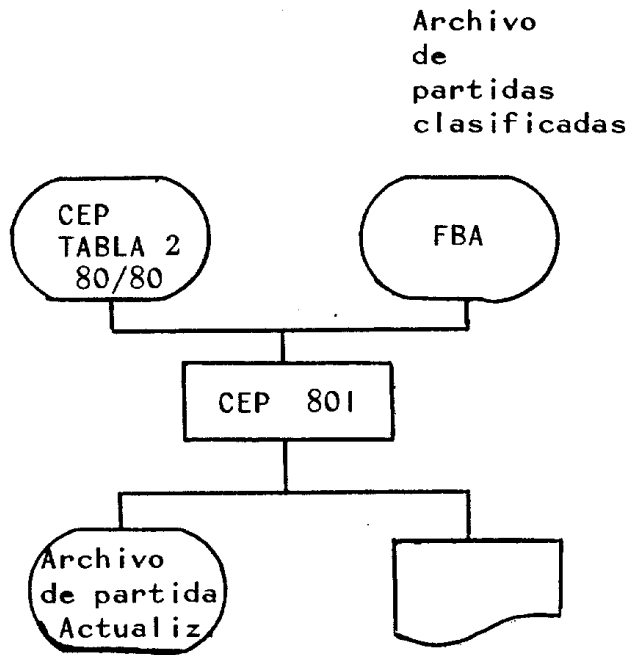 Archivo
de
partidas
clasificadas
CEP
TABLA 2
80/80
FBA
CEP 801
Archivo
de partida
Actualiz.